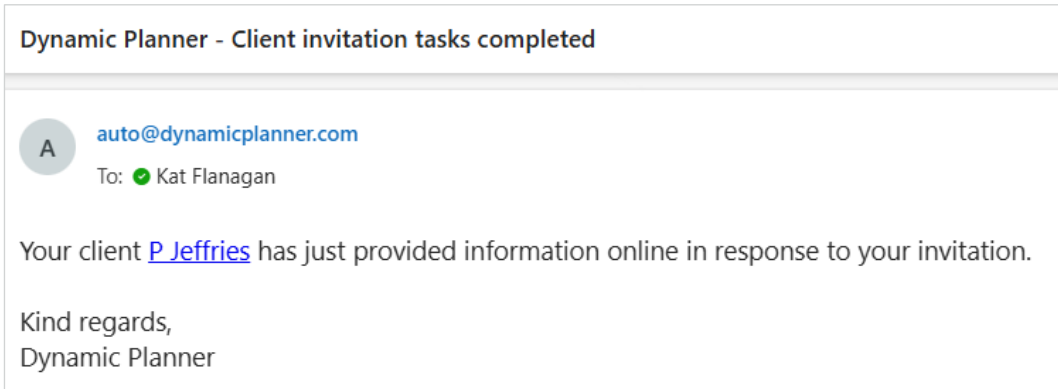 Dynamic Planner - Client invitation tasks completed
A
auto@dynamicplanner.com
To: Kat Flanagan
Your client P Jeffries has just provided information online in response to your invitation.
Kind regards,
Dynamic Planner